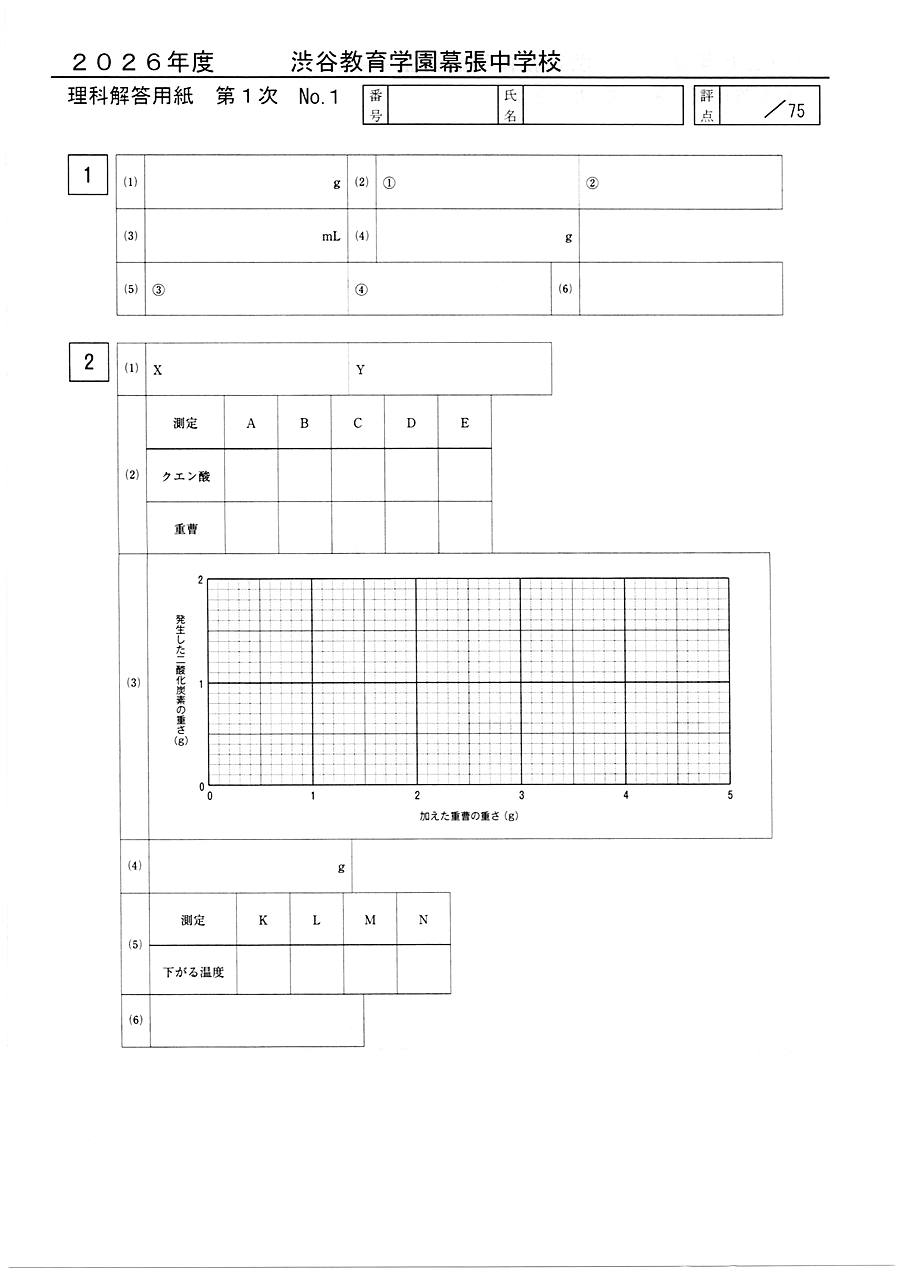 ２０２６年度 渋谷教育学園幕張中学校
理科解答用紙 第１次 No.1 番号 氏名 評点 ／75
1
(1) g (2) ① ②
(3) mL (4) g
(5) ③ ④ (6)
2
(1) X Y
(2) 測定 A B C D E
クエン酸
重曹
(3)
発生した二酸化炭素の重さ(g)
2
1
0
0 1 2 3 4 5
加えた重曹の重さ(g)
(4) g
(5) 測定 K L M N
下がる温度
(6)